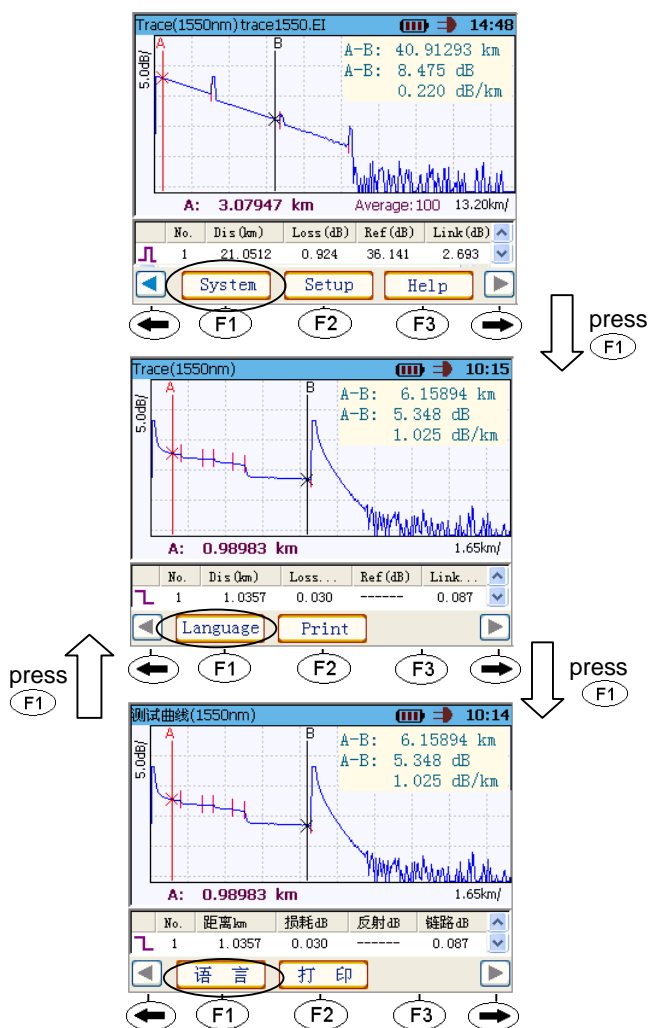 Trace(1550nm) trace1550.EI 14:48
A B
5.0dB/
A-B: 40.91293 km
A-B: 8.475 dB
0.220 dB/km
A: 3.07947 km Average:100 13.20km/
No. Dis(km) Loss(dB) Ref(dB) Link(dB)
1 21.0512 0.924 36.141 2.693
System Setup Help
F1 F2 F3
press
F1
Trace(1550nm) 10:15
A B
5.0dB/
A-B: 6.15894 km
A-B: 5.348 dB
1.025 dB/km
A: 0.98983 km 1.65km/
No. Dis(km) Loss... Ref(dB) Link...
1 1.0357 0.030 ------ 0.087
Language Print
F1 F2 F3
press
F1
press
F1
测试曲线(1550nm) 10:14
A B
5.0dB/
A-B: 6.15894 km
A-B: 5.348 dB
1.025 dB/km
A: 0.98983 km 1.65km/
No. 距离km 损耗dB 反射dB 链路dB
1 1.0357 0.030 ------ 0.087
语 言 打 印
F1 F2 F3